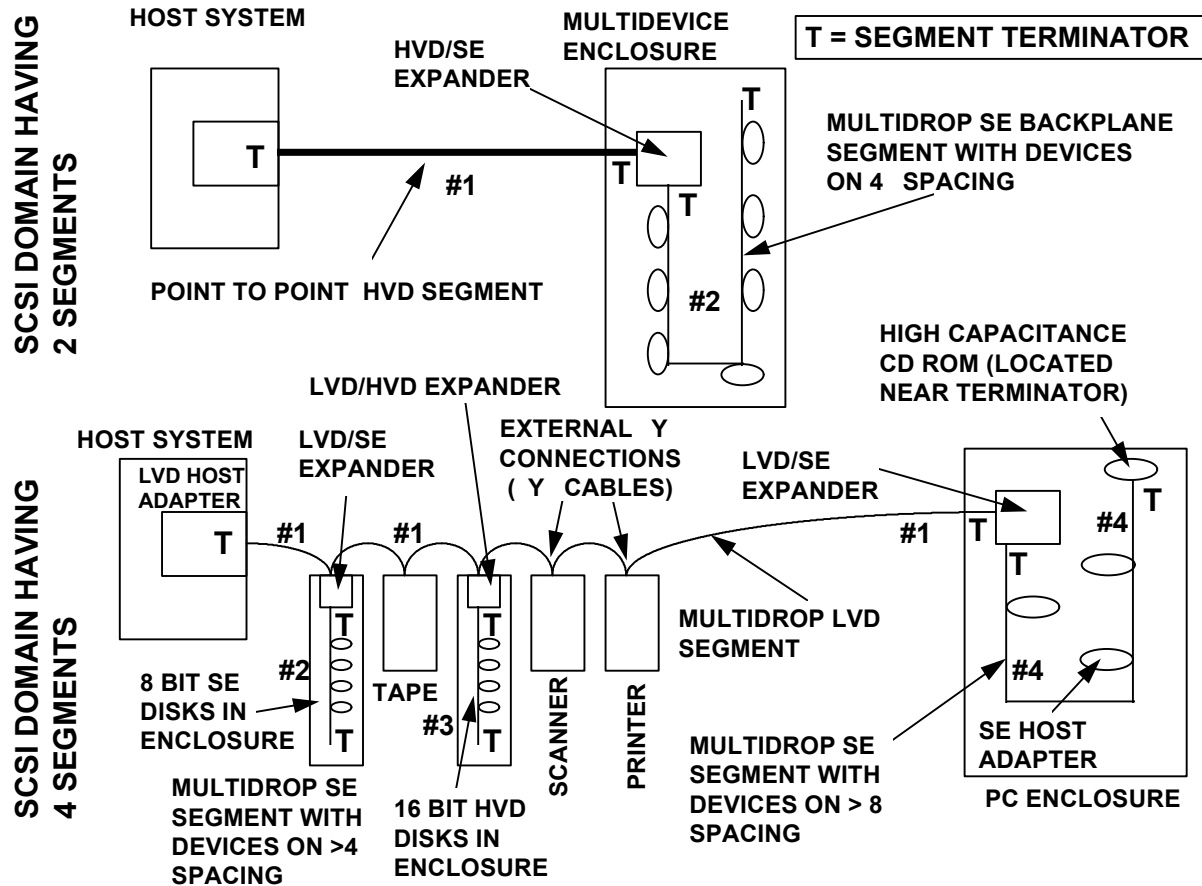 SCSI DOMAIN HAVING
2 SEGMENTS
HOST SYSTEM
T
#1
POINT TO POINT HVD SEGMENT
HVD/SE
EXPANDER
MULTIDEVICE
ENCLOSURE
T = SEGMENT TERMINATOR
T
T
T
#2
MULTIDROP SE BACKPLANE
SEGMENT WITH DEVICES
ON 4 SPACING
SCSI DOMAIN HAVING
4 SEGMENTS
HOST SYSTEM
LVD HOST
ADAPTER
T
#1
LVD/SE
EXPANDER
#1
LVD/HVD EXPANDER
EXTERNAL Y
CONNECTIONS
( Y CABLES)
LVD/SE
EXPANDER
#1
HIGH CAPACITANCE
CD ROM (LOCATED
NEAR TERMINATOR)
T
T
#2
8 BIT SE
DISKS IN
ENCLOSURE
MULTIDROP SE
SEGMENT WITH
DEVICES ON >4
SPACING
TAPE
T
T
#3
16 BIT HVD
DISKS IN
ENCLOSURE
SCANNER
PRINTER
MULTIDROP LVD
SEGMENT
T
T
T
#4
#4
MULTIDROP SE
SEGMENT WITH
DEVICES ON > 8
SPACING
SE HOST
ADAPTER
PC ENCLOSURE